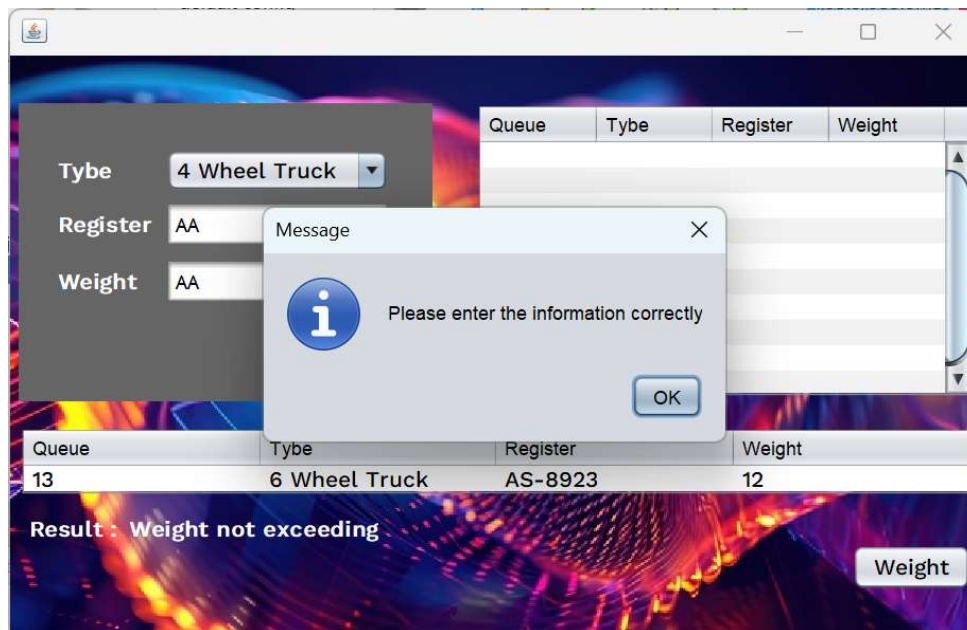 Queue Tybe Register Weight
Tybe 4 Wheel Truck
Register AA
Weight AA
Message
Please enter the information correctly
OK
Queue Tybe Register Weight
13 6 Wheel Truck AS-8923 12
Result : Weight not exceeding
Weight